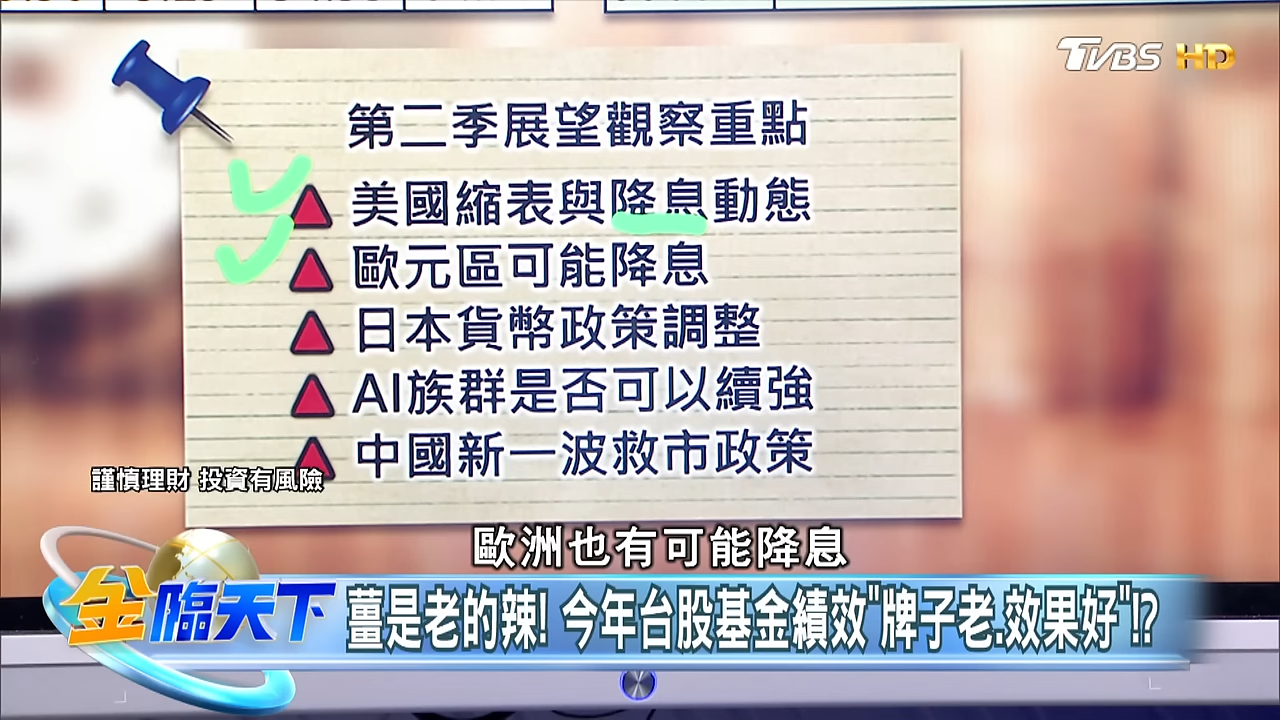 TVBS HD
第二季展望觀察重點
美國縮表與降息動態
歐元區可能降息
日本貨幣政策調整
AI族群是否可以續強
中國新一波救市政策
謹慎理財 投資有風險
歐洲也有可能降息
金臨天下
薑是老的辣! 今年台股基金績效"牌子老.效果好"!?